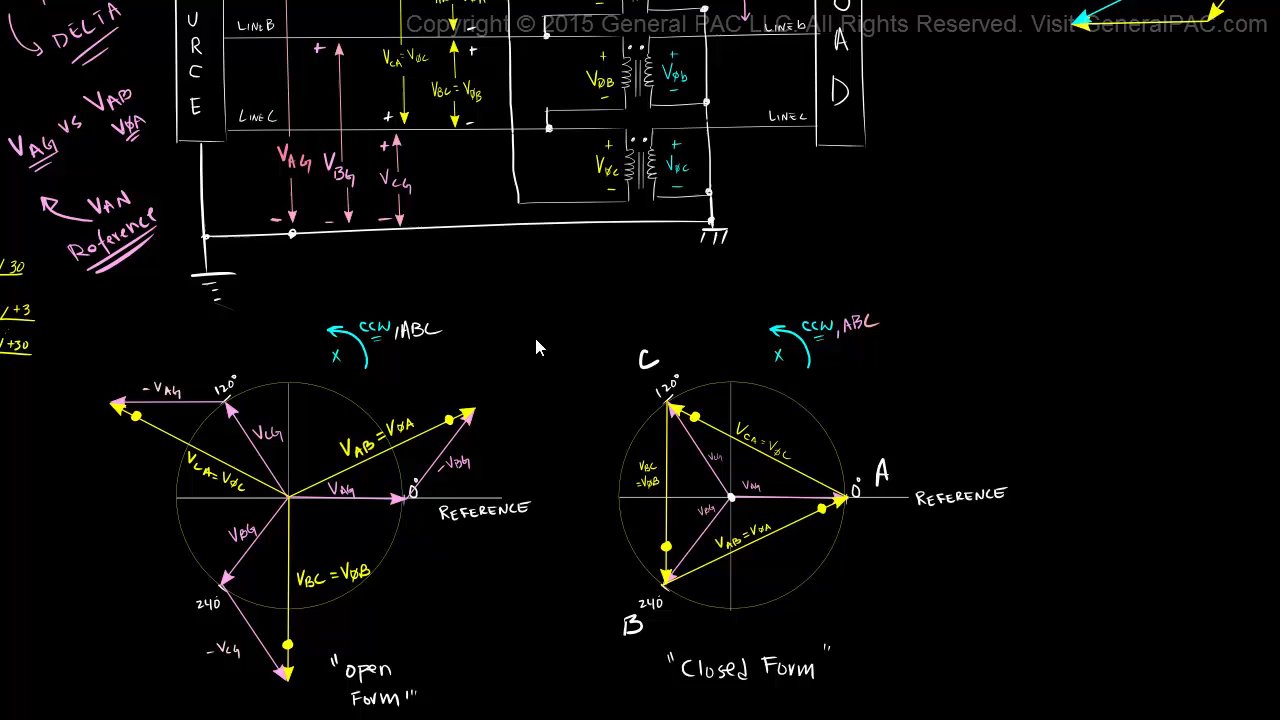 Copyright © 2015 General PAC LLC. All Rights Reserved. Visit GeneralPAC.com
DELTA
URCE
LINE B
LINE B
LINE C
LINE C
AD
+
VCA=VØC
+
-
+
VBC=VØB
-
+
VØB
-
+
VØb
-
+
VØC
-
+
VØC
-
VAG VS VAB
VØA
VAN
Reference
+
+
VAG
VBG
VCG
-
-
-
/30
/+3
/+30
CCW, ABC
X
CCW, ABC
X
-VAG
120°
VCG
VCA=VØC
VAB=VØA
-VBG
VAG
0°
REFERENCE
VBG
240°
VBC=VØB
-VCG
"Open
Form"
C
120°
VCA=VØC
VCG
VBC
=VØB
VAG
A
0°
REFERENCE
VBG
VAB=VØA
240°
B
"Closed Form"